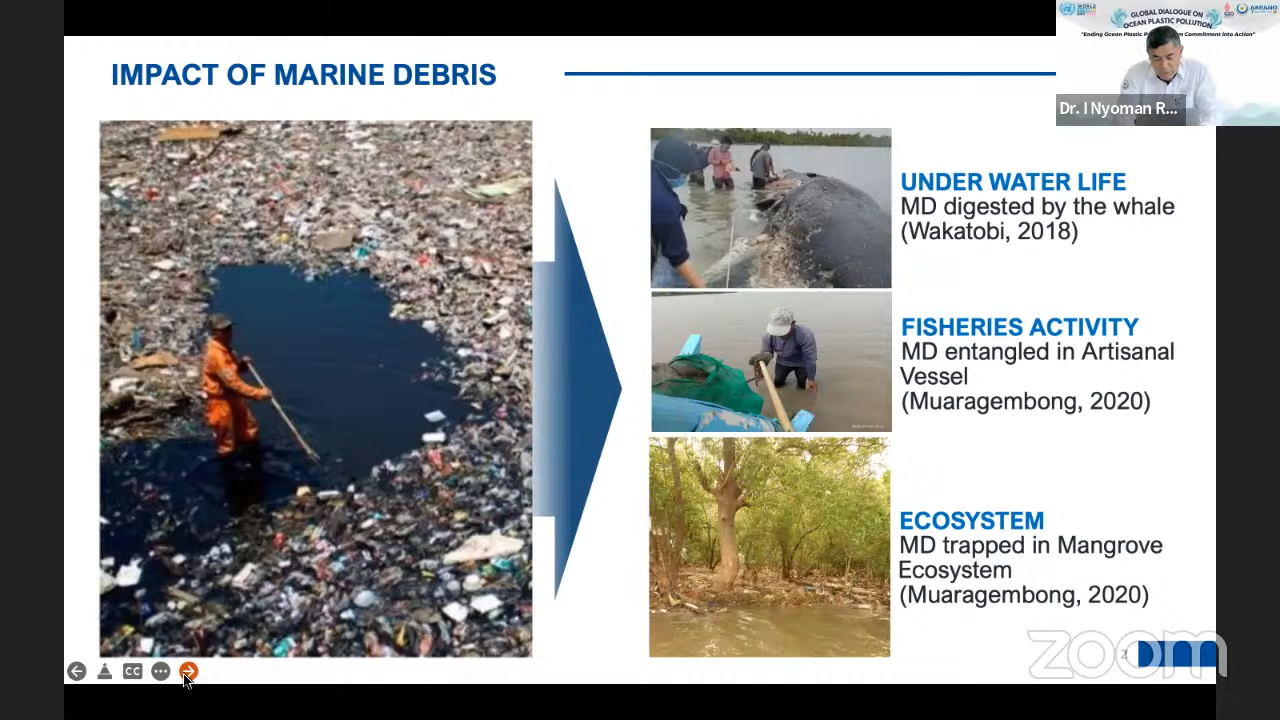 IMPACT OF MARINE DEBRIS
GLOBAL DIALOGUE ON
OCEAN PLASTIC POLLUTION
Dr. I Nyoman R...
UNDER WATER LIFE
MD digested by the whale
(Wakatobi, 2018)
FISHERIES ACTIVITY
MD entangled in Artisanal
Vessel
(Muaragembong, 2020)
ECOSYSTEM
MD trapped in Mangrove
Ecosystem
(Muaragembong, 2020)
CC
zoom
2